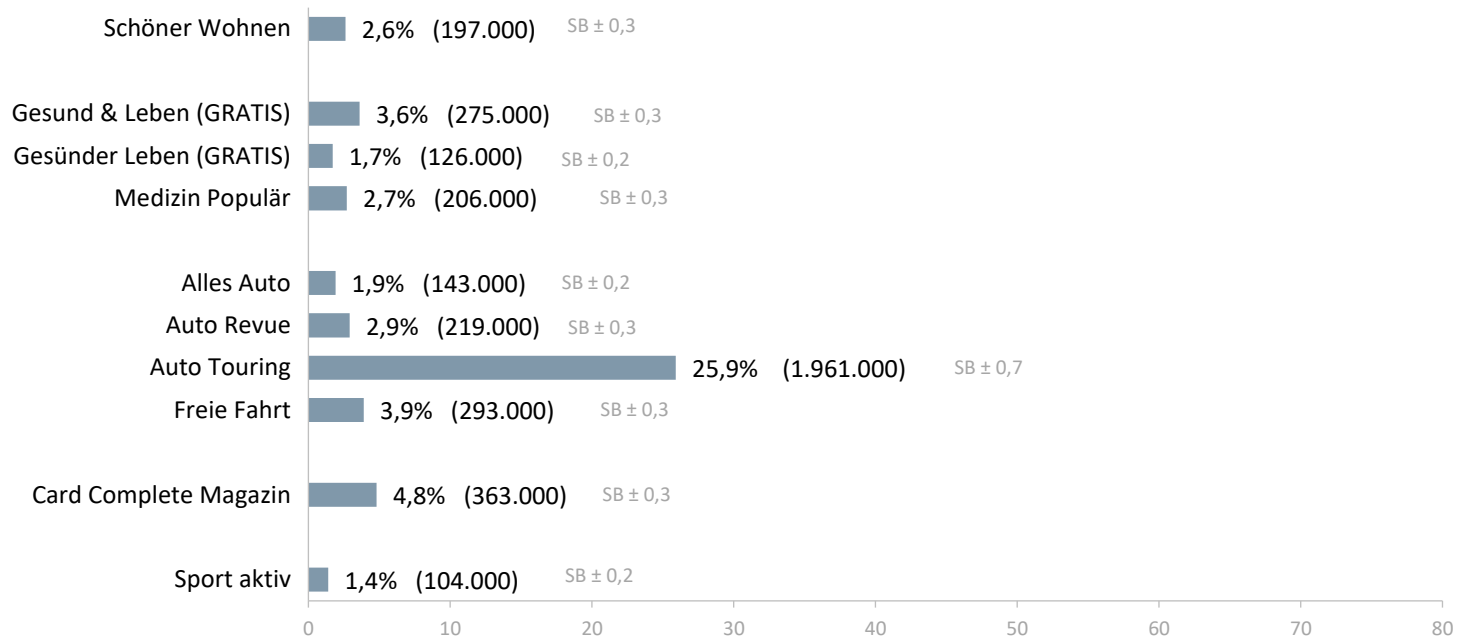 Schöner Wohnen 2,6% (197.000) SB ± 0,3
Gesund & Leben (GRATIS) 3,6% (275.000) SB ± 0,3
Gesünder Leben (GRATIS) 1,7% (126.000) SB ± 0,2
Medizin Populär 2,7% (206.000) SB ± 0,3
Alles Auto 1,9% (143.000) SB ± 0,2
Auto Revue 2,9% (219.000) SB ± 0,3
Auto Touring 25,9% (1.961.000) SB ± 0,7
Freie Fahrt 3,9% (293.000) SB ± 0,3
Card Complete Magazin 4,8% (363.000) SB ± 0,3
Sport aktiv 1,4% (104.000) SB ± 0,2
0 10 20 30 40 50 60 70 80